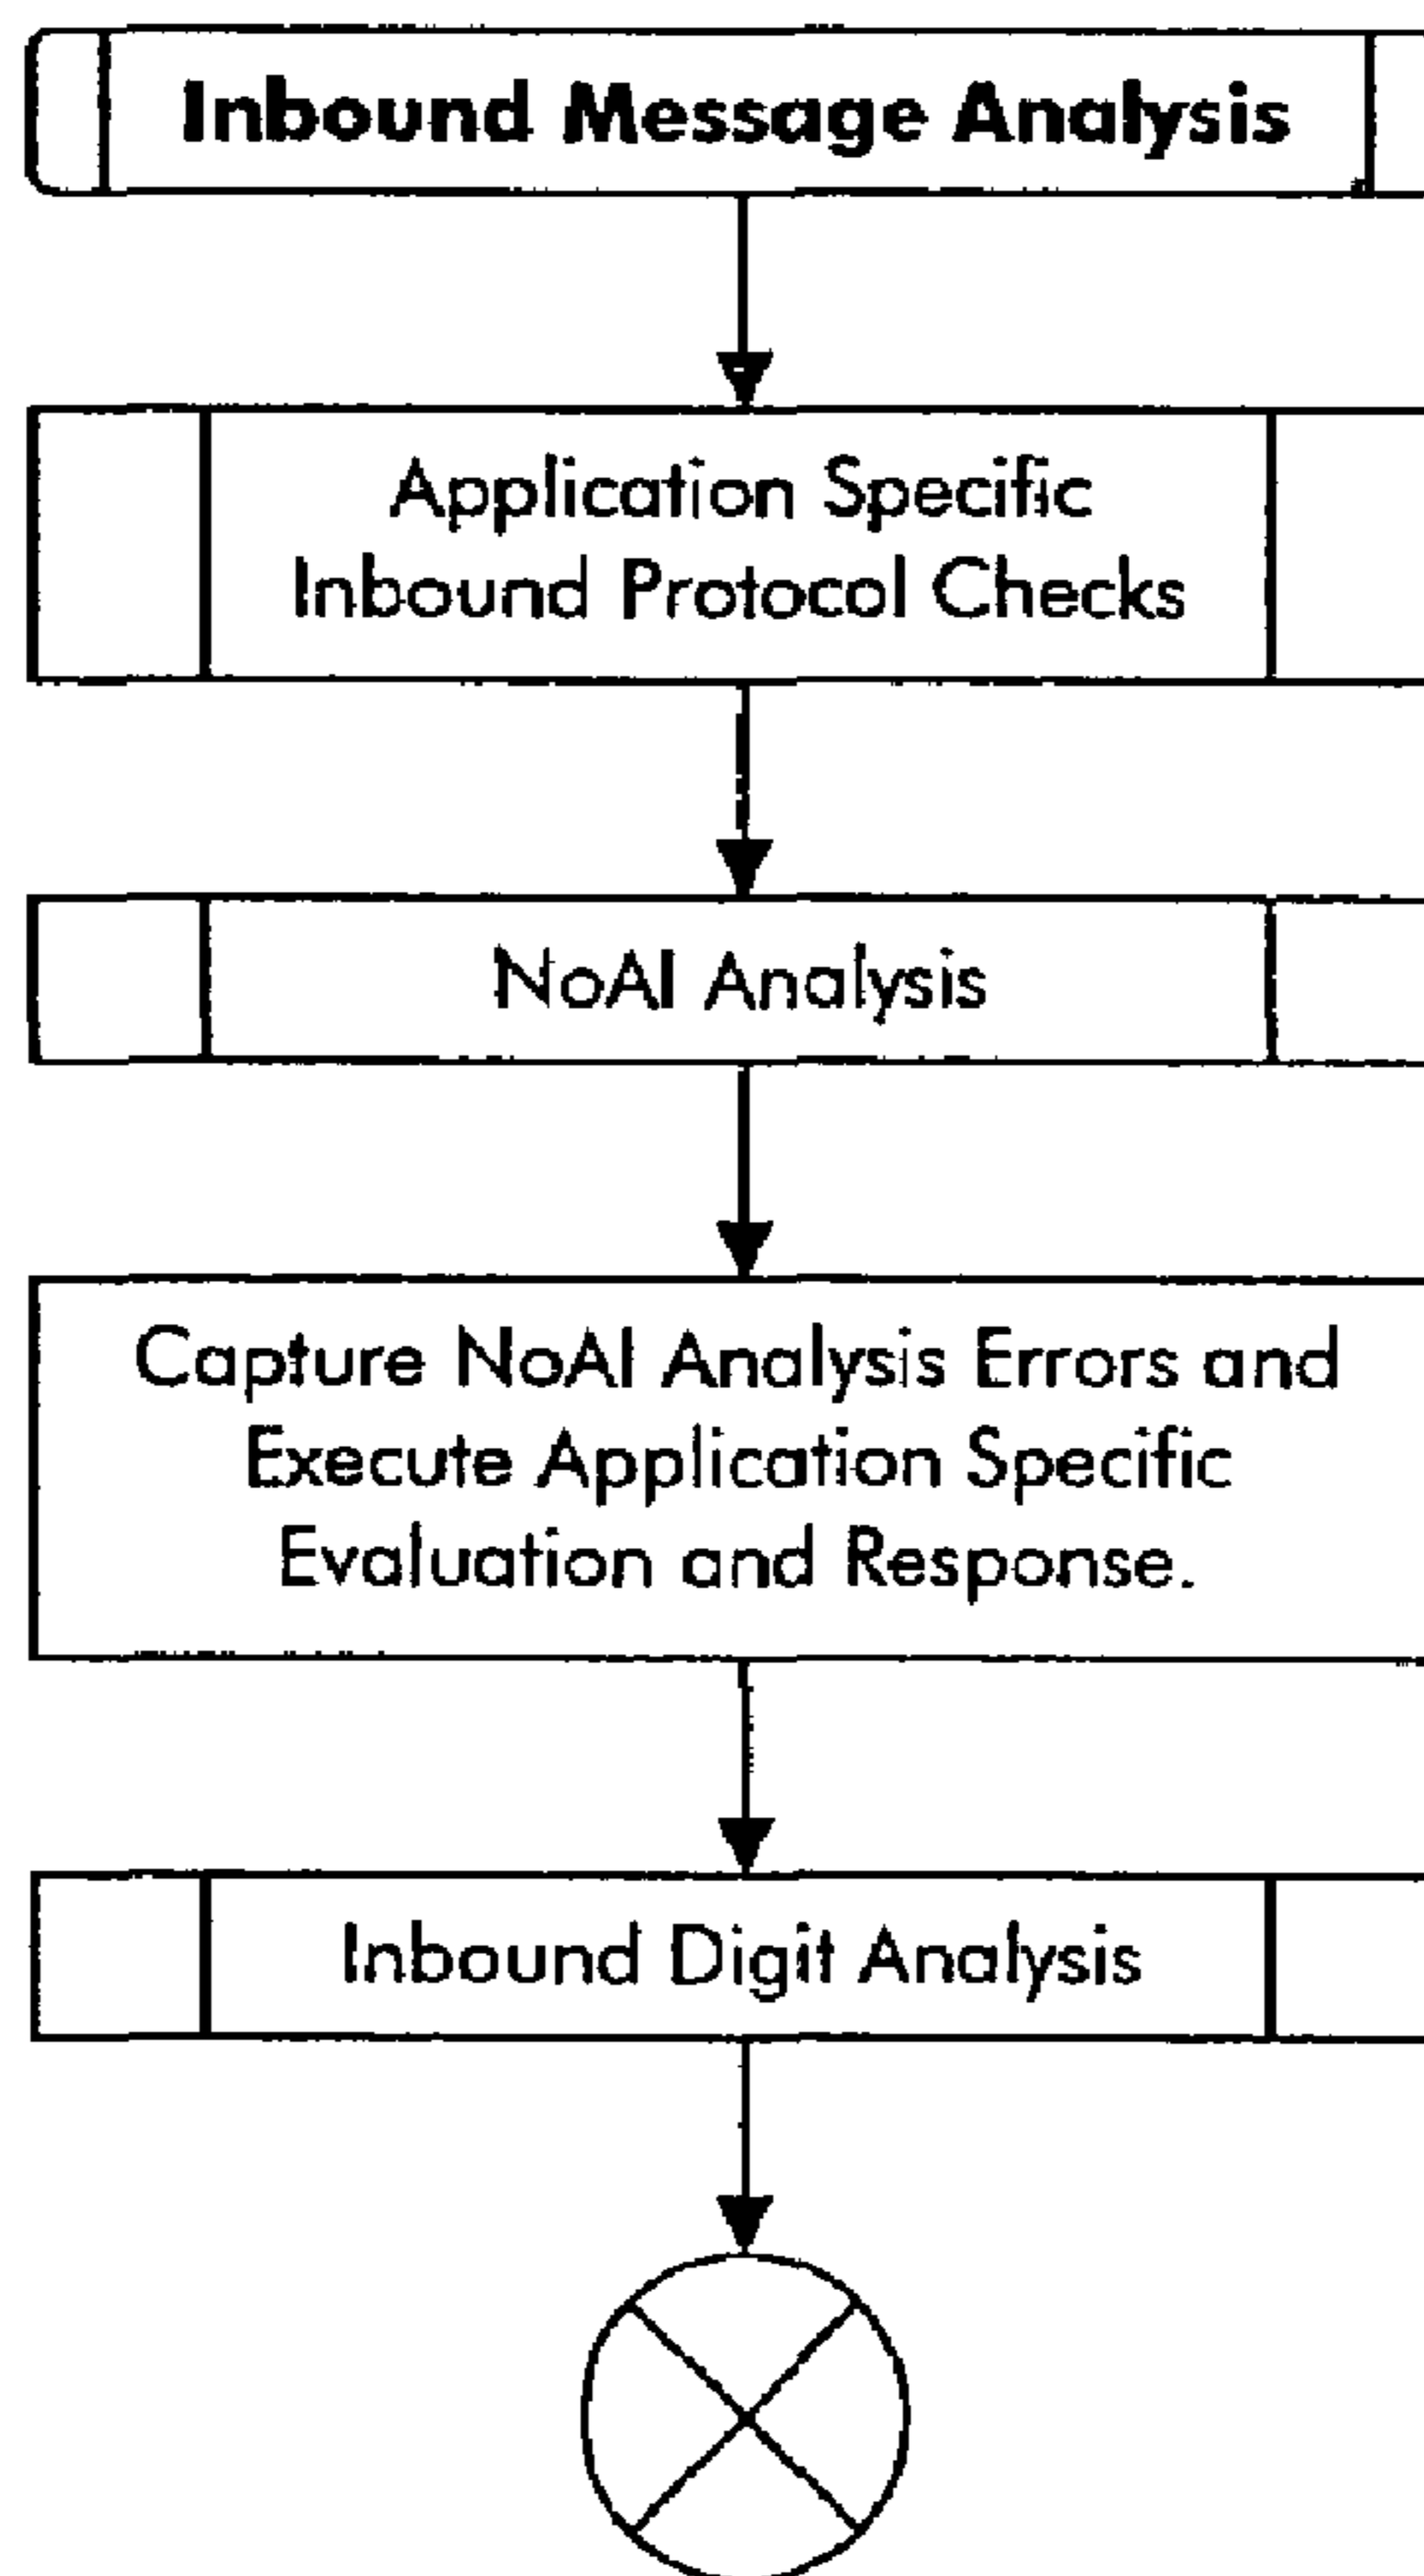 Inbound Message Analysis
Application Specific
Inbound Protocol Checks
NoAI Analysis
Capture NoAI Analysis Errors and
Execute Application Specific
Evaluation and Response.
Inbound Digit Analysis